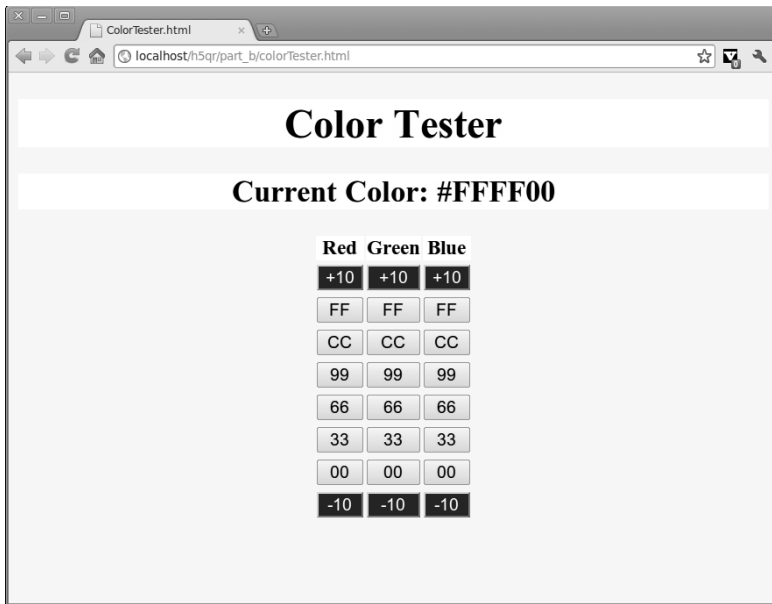 ColorTester.html
localhost/h5qr/part_b/colorTester.html
Color Tester
Current Color: #FFFF00
Red Green Blue
+10 +10 +10
FF FF FF
CC CC CC
99 99 99
66 66 66
33 33 33
00 00 00
-10 -10 -10